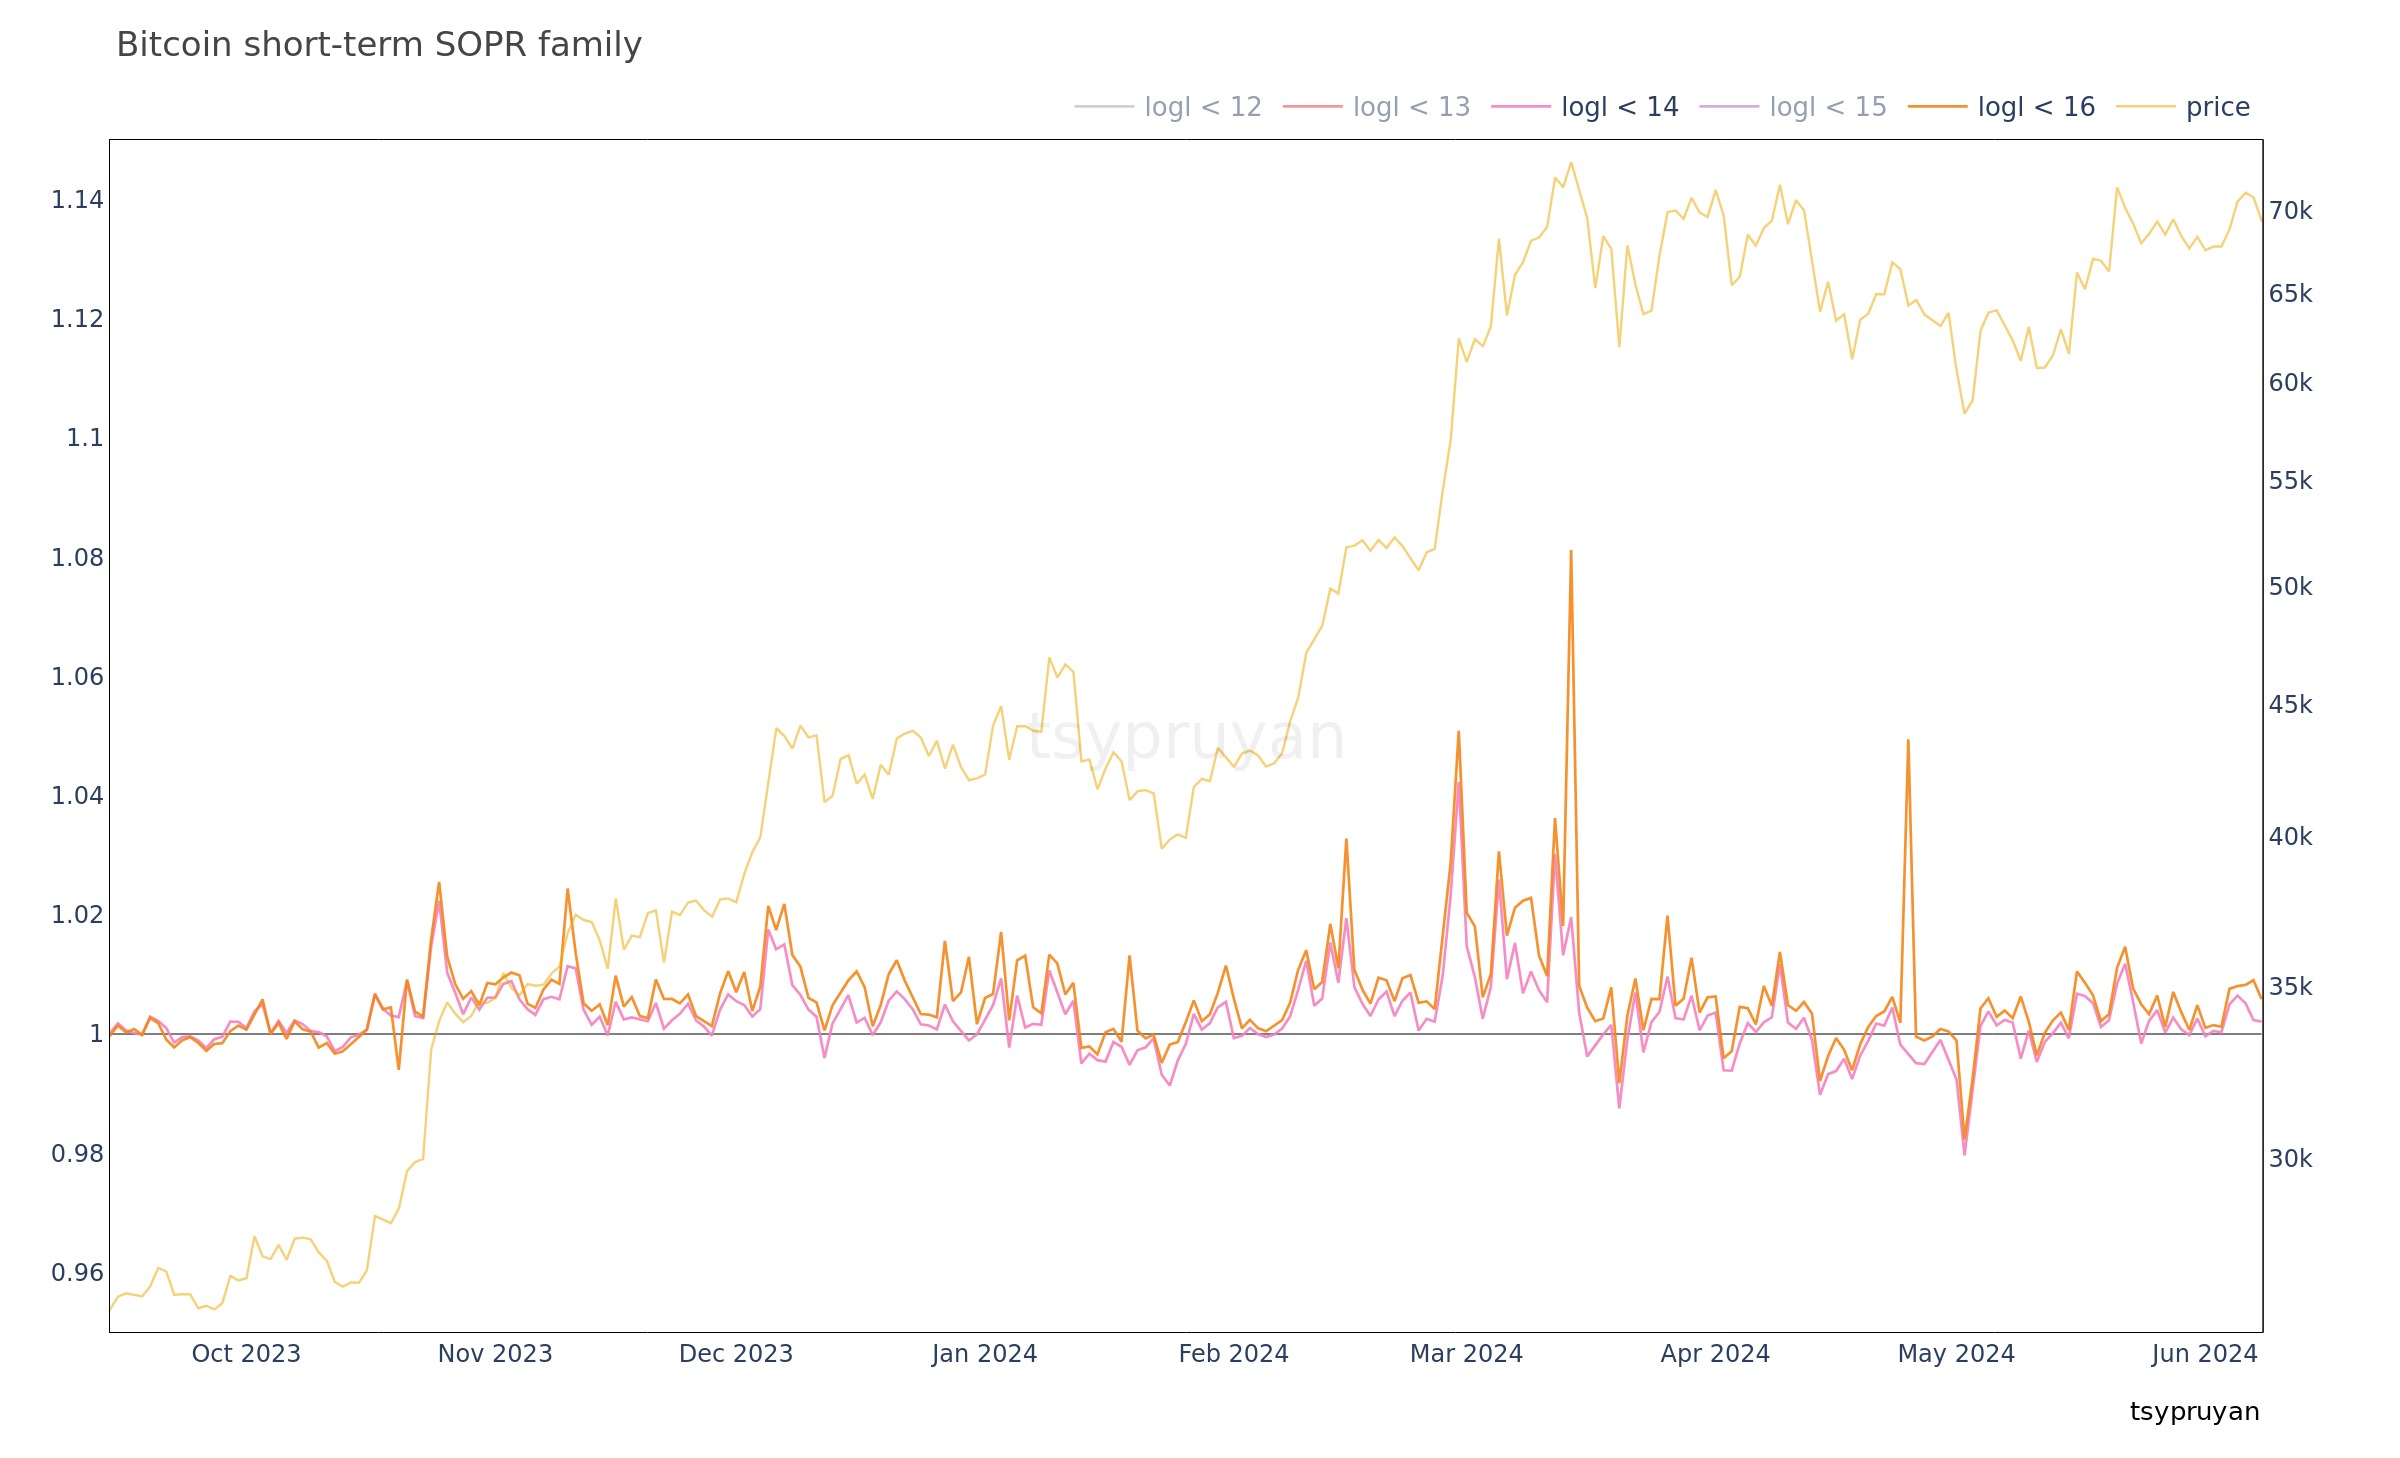 Bitcoin short-term SOPR family
logl < 12 logl < 13 logl < 14 logl < 15 logl < 16 price
1.14
1.12
1.1
1.08
1.06
1.04
1.02
1
0.98
0.96
70k
65k
60k
55k
50k
45k
40k
35k
30k
tsypruyan
Oct 2023 Nov 2023 Dec 2023 Jan 2024 Feb 2024 Mar 2024 Apr 2024 May 2024 Jun 2024
tsypruyan